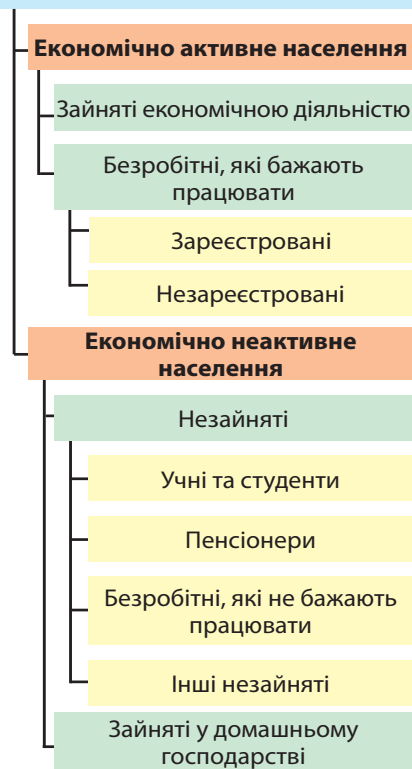 Економічно активне населення
Зайняті економічною діяльністю
Безробітні, які бажають
працювати
Зареєстровані
Незареєстровані
Економічно неактивне
населення
Незайняті
Учні та студенти
Пенсіонери
Безробітні, які не бажають
працювати
Інші незайняті
Зайняті у домашньому
господарстві